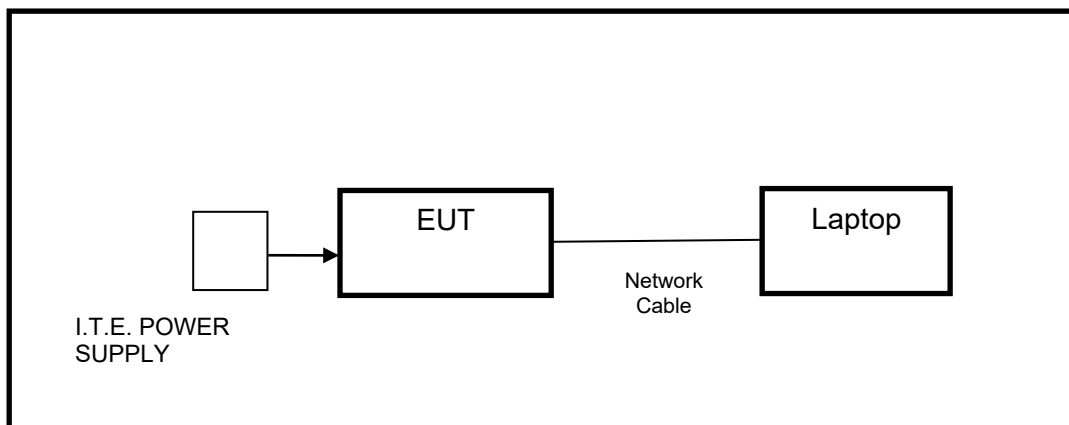 EUT
Laptop
Network
Cable
I.T.E. POWER
SUPPLY